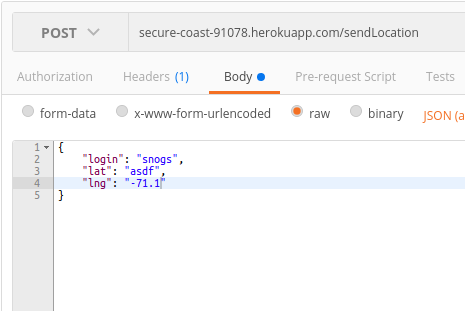 POST secure-coast-91078.herokuapp.com/sendLocation
Authorization Headers (1) Body Pre-request Script Tests
form-data x-www-form-urlencoded raw binary JSON (a
1 {
2 "login": "snogs",
3 "lat": "asdf",
4 "lng": "-71.1"
5 }